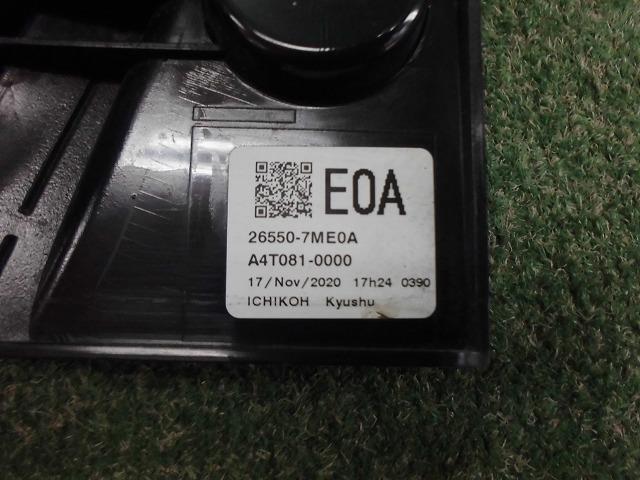 E0A
26550-7ME0A
A4T081-0000
17/Nov/2020 17h24 0390
ICHIKOH Kyushu